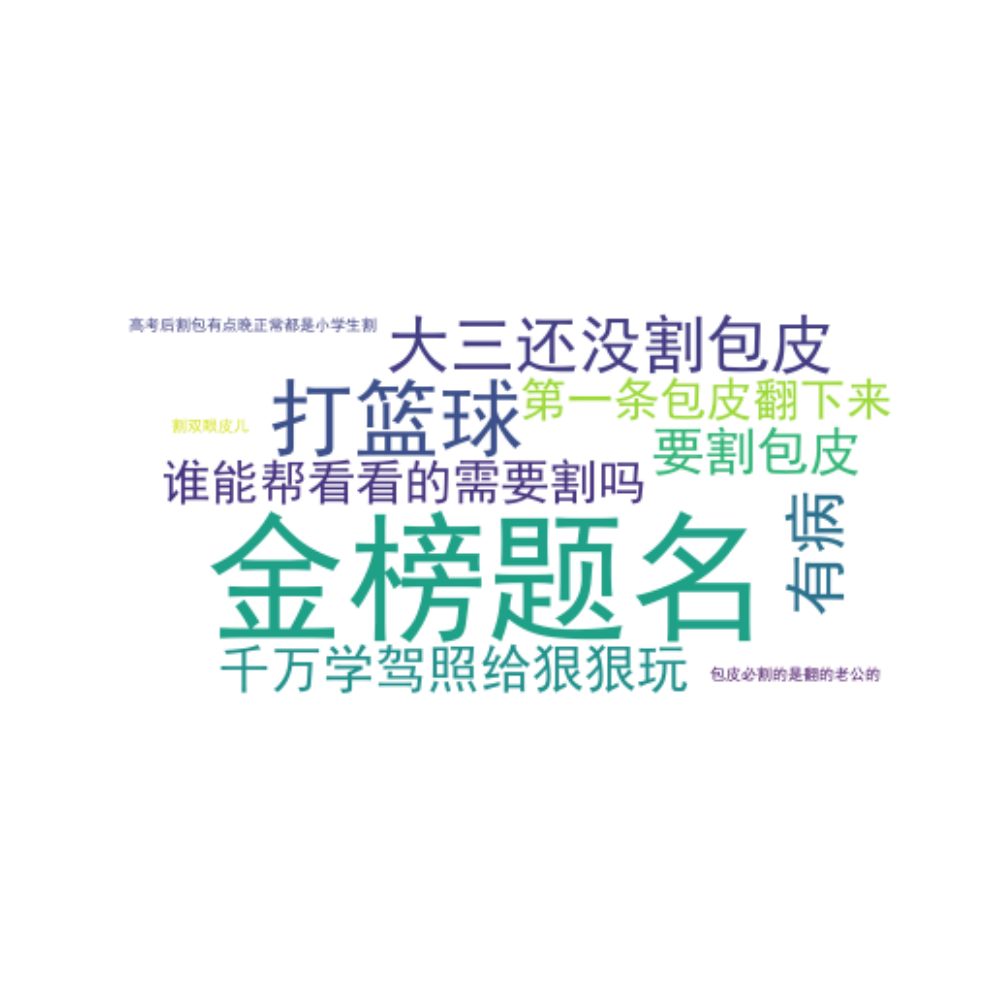 高考后割包有点晚正常都是小学生割
大三还没割包皮
打篮球
第一条包皮翻下来
割双眼皮儿
要割包皮
谁能帮看看的需要割吗
有病
金榜题名
千万学驾照给狠狠玩
包皮必割的是翻的老公的